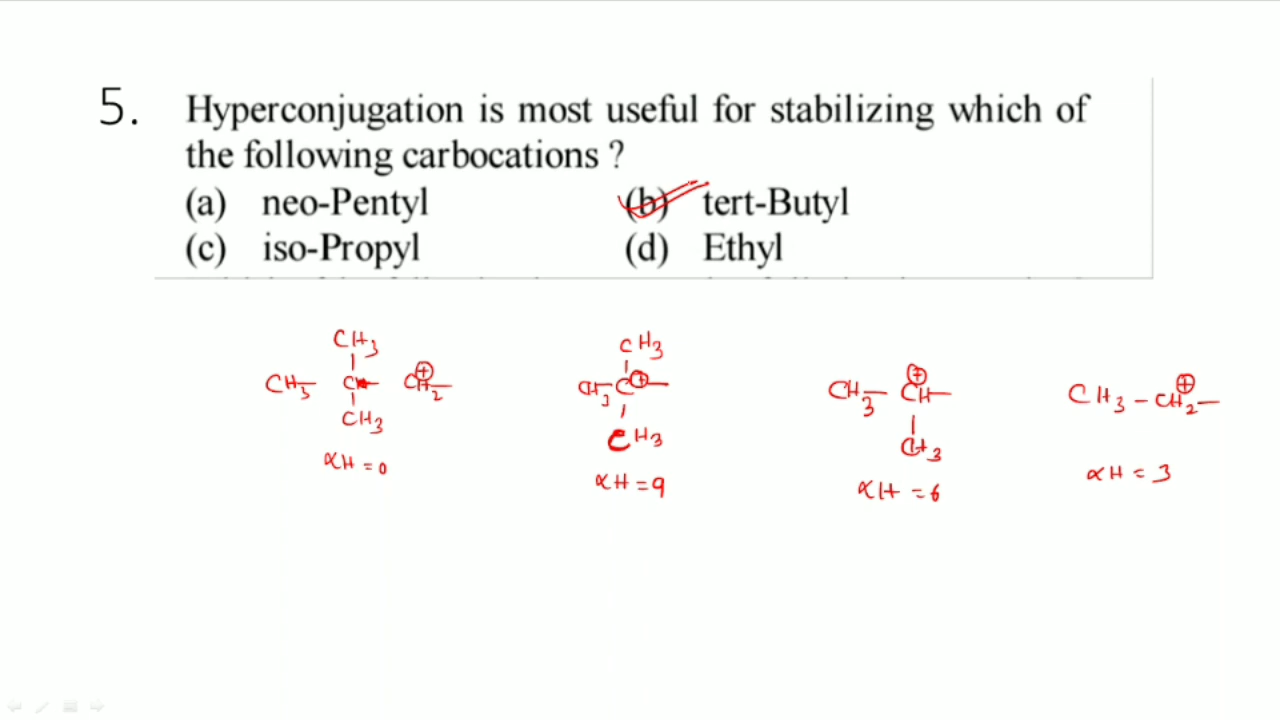 5. Hyperconjugation is most useful for stabilizing which of
the following carbocations ?
(a) neo-Pentyl (b) tert-Butyl
(c) iso-Propyl (d) Ethyl
CH3 CH3
CH3 — C — CH2⊕ — CH3 — C⊕ — CH3 — CH⊕ — CH3 — CH2⊕ —
CH3 CH3 CH3
αH = 0 αH = 9 αH = 6 αH = 3